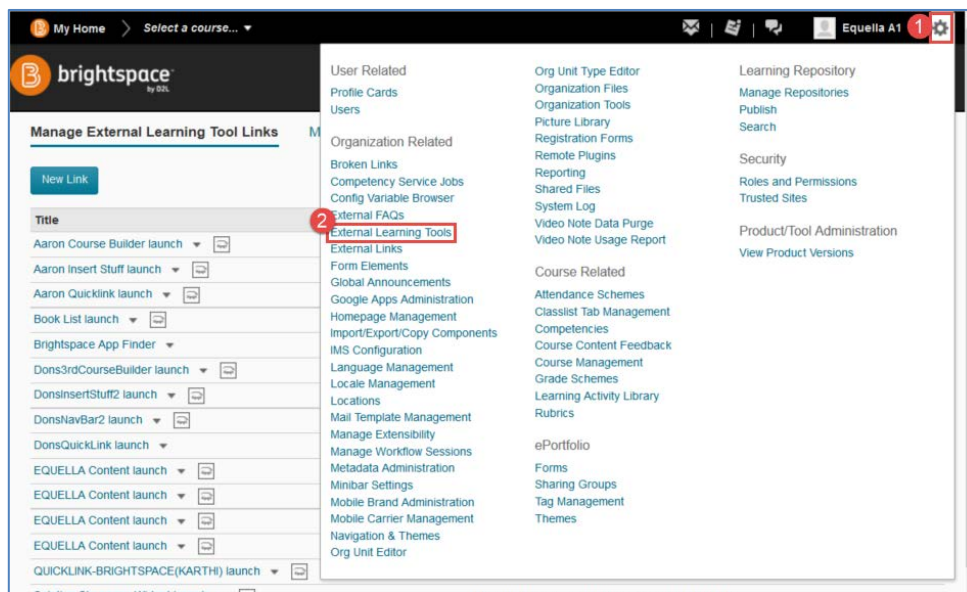 My Home
Select a course...
Equella A1
1
brightspace
by D2L
Manage External Learning Tool Links
M
New Link
Title
Aaron Course Builder launch
Aaron Insert Stuff launch
Aaron Quicklink launch
Book List launch
Brightspace App Finder
Dons3rdCourseBuilder launch
DonsInsertStuff2 launch
DonsNavBar2 launch
DonsQuickLink launch
EQUELLA Content launch
EQUELLA Content launch
EQUELLA Content launch
EQUELLA Content launch
QUICKLINK-BRIGHTSPACE(KARTHI) launch
User Related
Profile Cards
Users
Organization Related
Broken Links
Competency Service Jobs
Config Variable Browser
External FAQs
2
External Learning Tools
External Links
Form Elements
Global Announcements
Google Apps Administration
Homepage Management
Import/Export/Copy Components
IMS Configuration
Language Management
Locale Management
Locations
Mail Template Management
Manage Extensibility
Manage Workflow Sessions
Metadata Administration
Minibar Settings
Mobile Brand Administration
Mobile Carrier Management
Navigation & Themes
Org Unit Editor
Org Unit Type Editor
Organization Files
Organization Tools
Picture Library
Registration Forms
Remote Plugins
Reporting
Shared Files
System Log
Video Note Data Purge
Video Note Usage Report
Course Related
Attendance Schemes
Classlist Tab Management
Competencies
Course Content Feedback
Course Management
Grade Schemes
Learning Activity Library
Rubrics
ePortfolio
Forms
Sharing Groups
Tag Management
Themes
Learning Repository
Manage Repositories
Publish
Search
Security
Roles and Permissions
Trusted Sites
Product/Tool Administration
View Product Versions